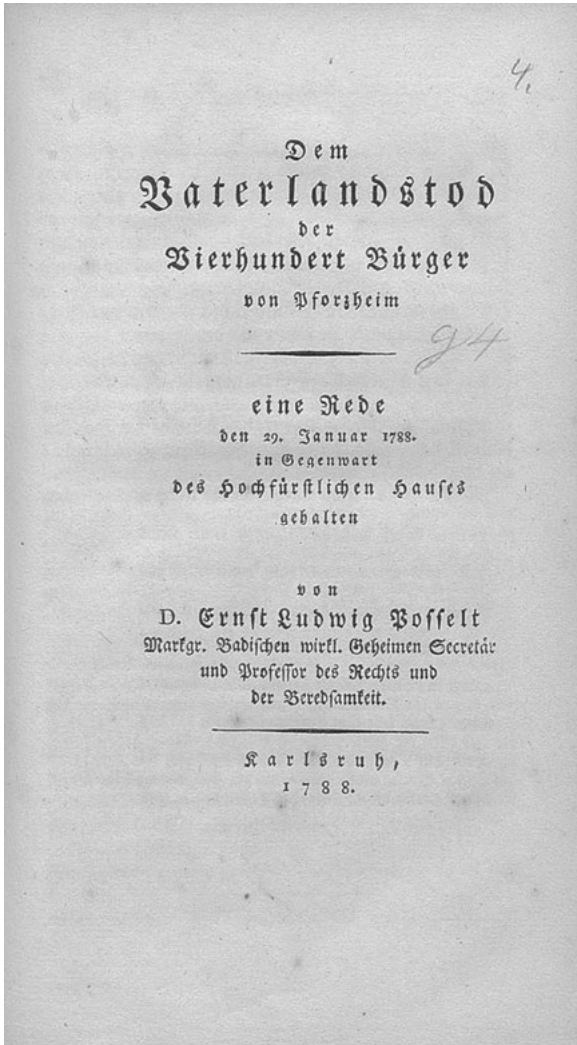 4.
Dem
Vaterlandstod
der
Vierhundert Bürger
von Pforzheim
94
eine Rede
den 29. Januar 1788.
in Gegenwart
des Hochfürstlichen Hauses
gehalten
von
D. Ernst Ludwig Posselt
Markgr. Badischen wirkl. Geheimen Secretär
und Professor des Rechts und
der Beredsamkeit.
Karlsruh,
1788.